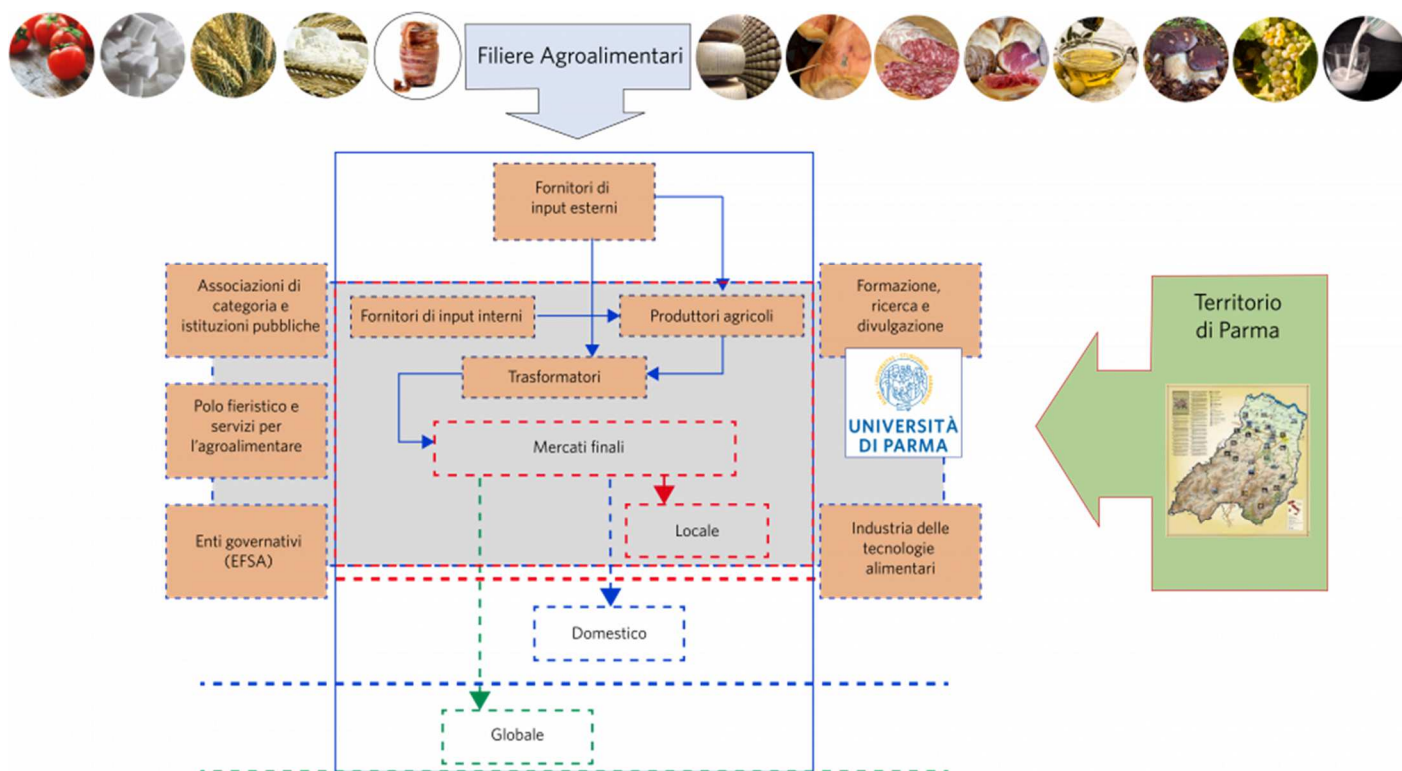 Filiere Agroalimentari
Fornitori di
input esterni
Associazioni di
categoria e
istituzioni pubbliche
Formazione,
ricerca e
divulgazione
Territorio
di Parma
Fornitori di input interni
Produttori agricoli
Trasformatori
UNIVERSITÀ
DI PARMA
Polo fieristico e
servizi per
l'agroalimentare
Mercati finali
Locale
Enti governativi
(EFSA)
Industria delle
tecnologie
alimentari
Domestico
Globale